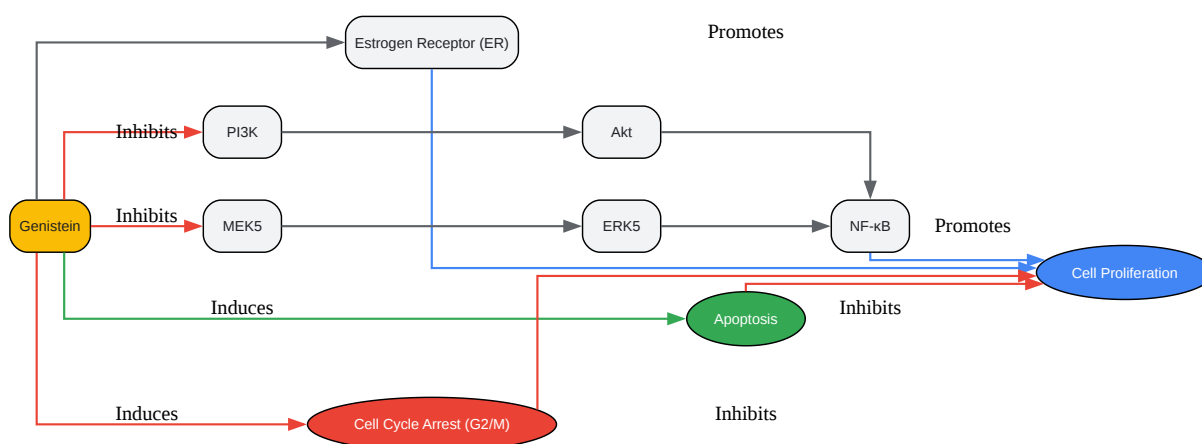 Promotes
Estrogen Receptor (ER)
Inhibits
PI3K
Akt
Genistein
Inhibits
MEK5
ERK5
NF-κB
Promotes
Cell Proliferation
Induces
Apoptosis
Inhibits
Induces
Cell Cycle Arrest (G2/M)
Inhibits